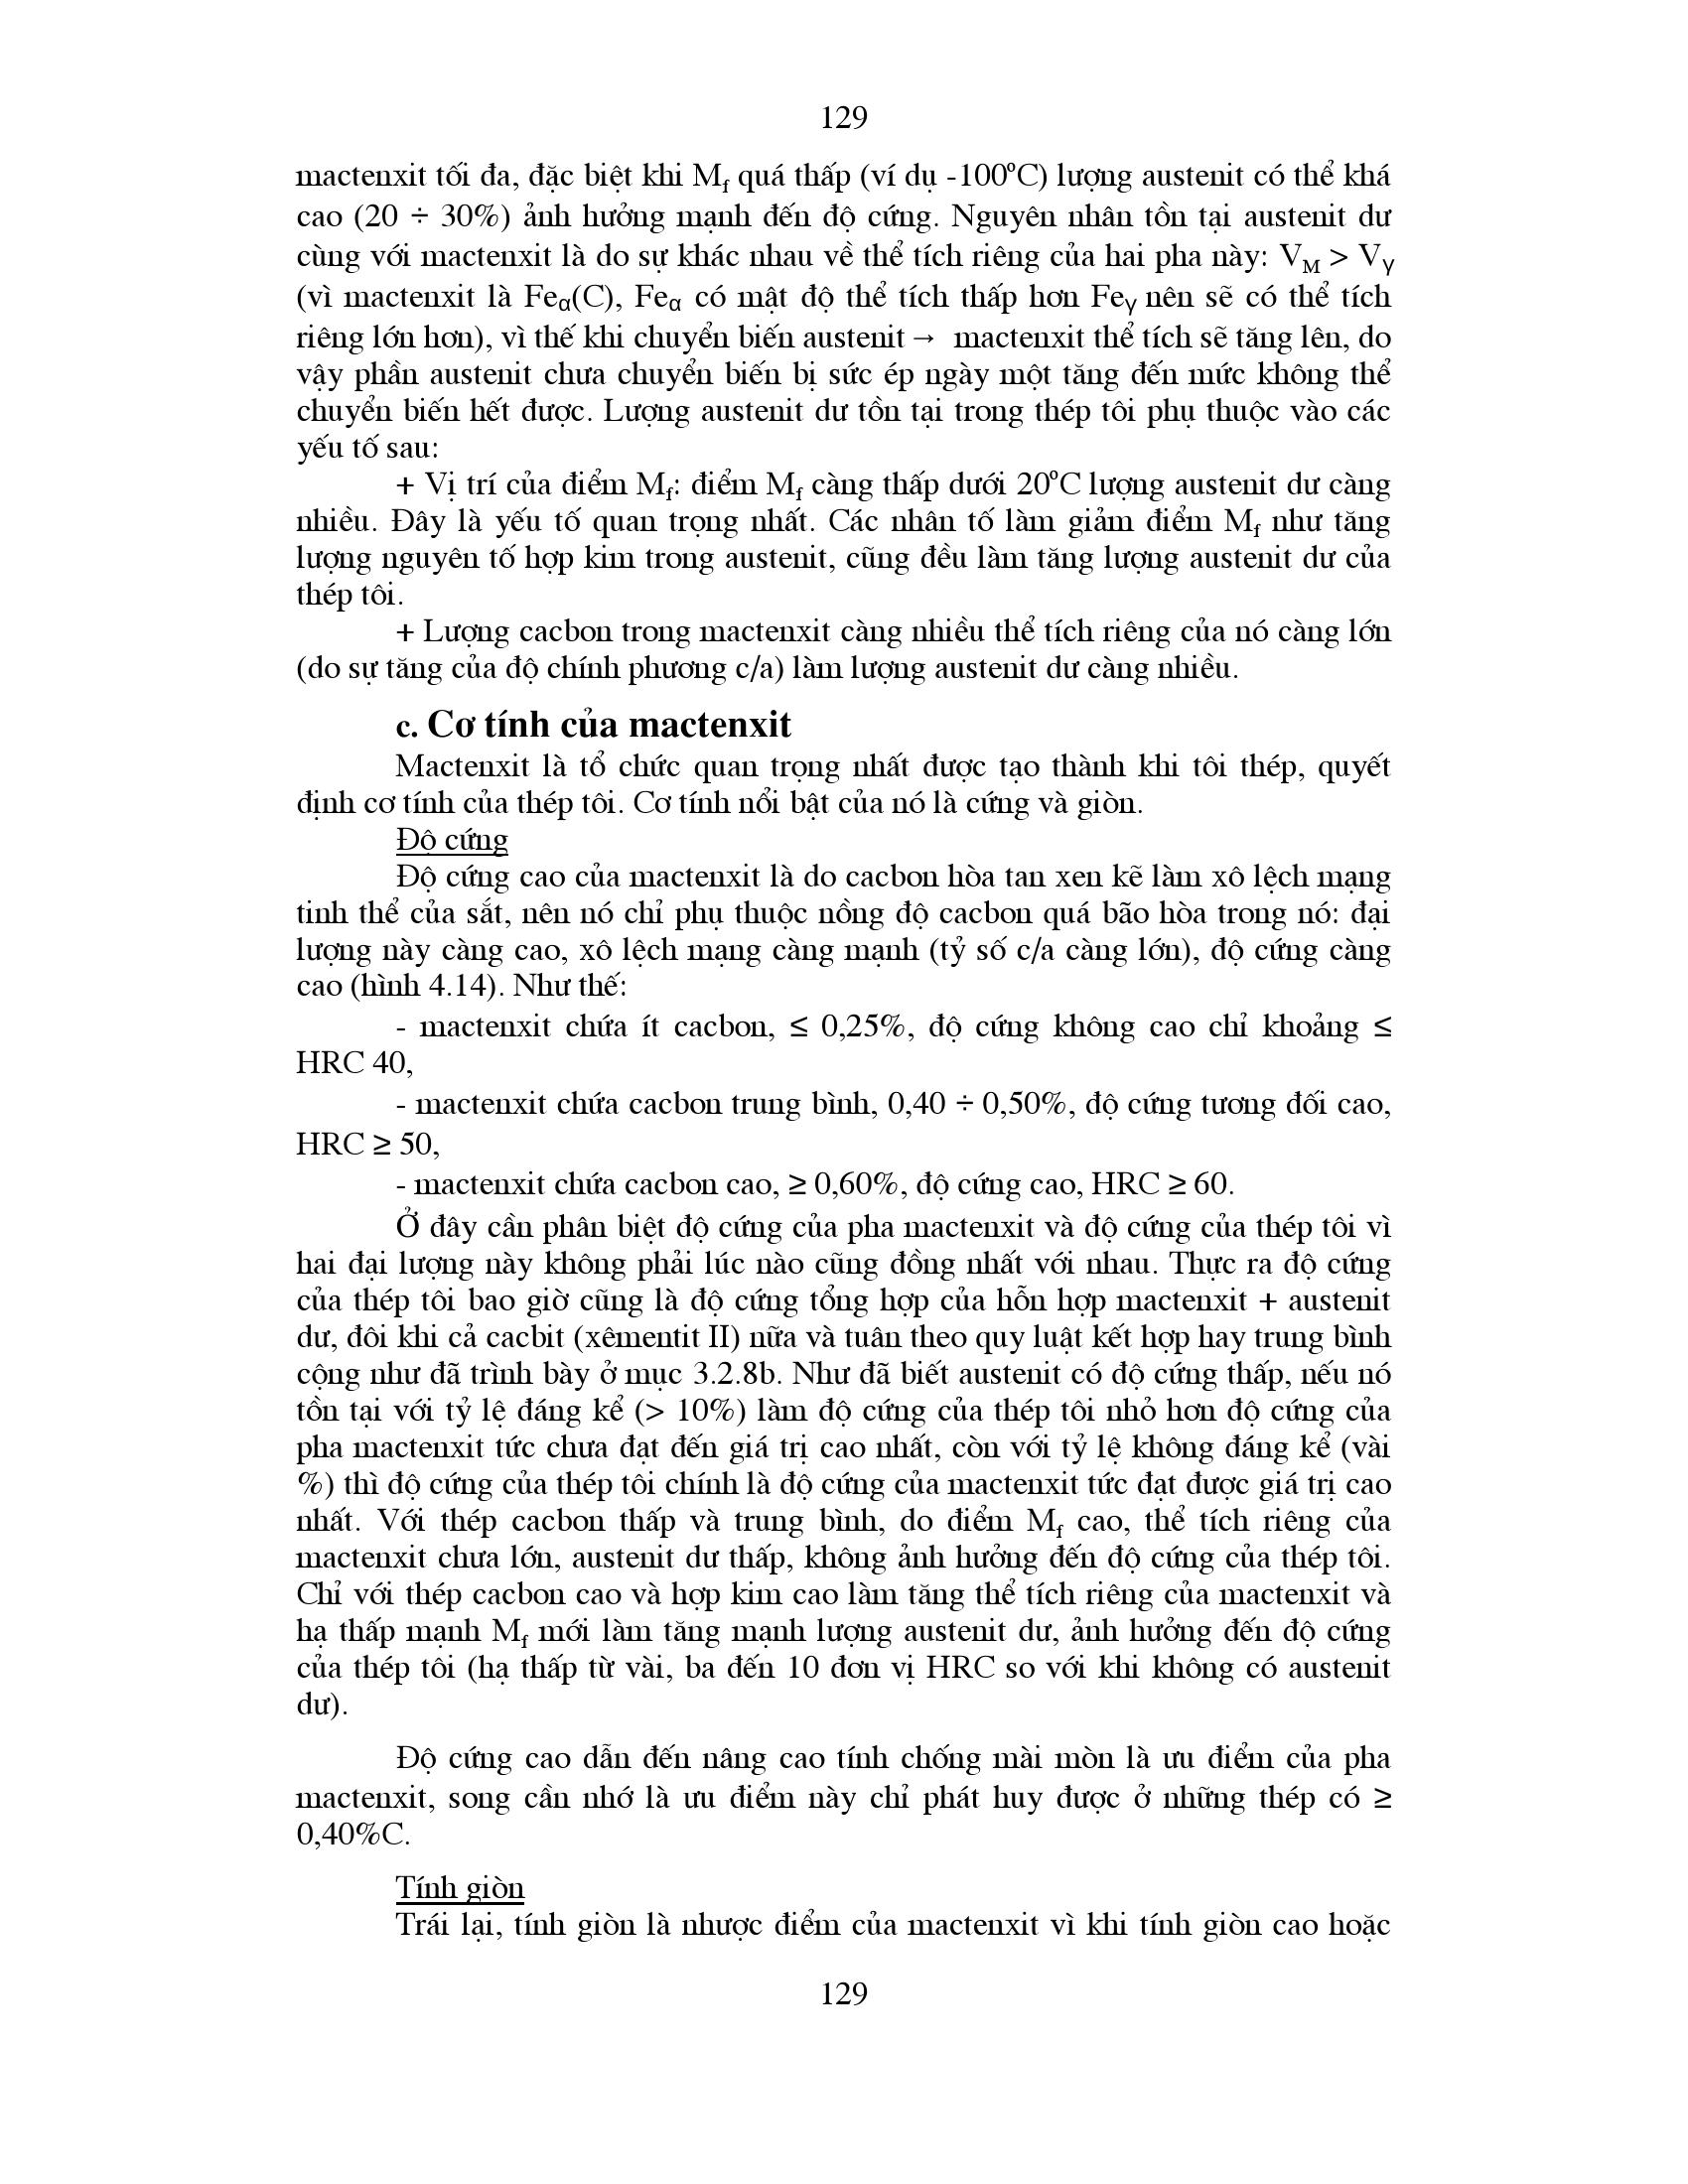 129
mactenxit tối đa, đặc biệt khi Mf quá thấp (ví dụ -100ºC) lượng austenit có thể khá
cao (20 ÷ 30%) ảnh hưởng mạnh đến độ cứng. Nguyên nhân tồn tại austenit dư
cùng với mactenxit là do sự khác nhau về thể tích riêng của hai pha này: VM > Vγ
(vì mactenxit là Feα(C), Feα có mật độ thể tích thấp hơn Feγ nên sẽ có thể tích
riêng lớn hơn), vì thế khi chuyển biến austenit → mactenxit thể tích sẽ tăng lên, do
vậy phần austenit chưa chuyển biến bị sức ép ngày một tăng đến mức không thể
chuyển biến hết được. Lượng austenit dư tồn tại trong thép tôi phụ thuộc vào các
yếu tố sau:
+ Vị trí của điểm Mf: điểm Mf càng thấp dưới 20ºC lượng austenit dư càng
nhiều. Đây là yếu tố quan trọng nhất. Các nhân tố làm giảm điểm Mf như tăng
lượng nguyên tố hợp kim trong austenit, cũng đều làm tăng lượng austenit dư của
thép tôi.
+ Lượng cacbon trong mactenxit càng nhiều thể tích riêng của nó càng lớn
(do sự tăng của độ chính phương c/a) làm lượng austenit dư càng nhiều.
c. Cơ tính của mactenxit
Mactenxit là tổ chức quan trọng nhất được tạo thành khi tôi thép, quyết
định cơ tính của thép tôi. Cơ tính nổi bật của nó là cứng và giòn.
Độ cứng
Độ cứng cao của mactenxit là do cacbon hòa tan xen kẽ làm xô lệch mạng
tinh thể của sắt, nên nó chỉ phụ thuộc nồng độ cacbon quá bão hòa trong nó: đại
lượng này càng cao, xô lệch mạng càng mạnh (tỷ số c/a càng lớn), độ cứng càng
cao (hình 4.14). Như thế:
- mactenxit chứa ít cacbon, ≤ 0,25%, độ cứng không cao chỉ khoảng ≤
HRC 40,
- mactenxit chứa cacbon trung bình, 0,40 ÷ 0,50%, độ cứng tương đối cao,
HRC ≥ 50,
- mactenxit chứa cacbon cao, ≥ 0,60%, độ cứng cao, HRC ≥ 60.
Ở đây cần phân biệt độ cứng của pha mactenxit và độ cứng của thép tôi vì
hai đại lượng này không phải lúc nào cũng đồng nhất với nhau. Thực ra độ cứng
của thép tôi bao giờ cũng là độ cứng tổng hợp của hỗn hợp mactenxit + austenit
dư, đôi khi cả cacbit (xêmentit II) nữa và tuân theo quy luật kết hợp hay trung bình
cộng như đã trình bày ở mục 3.2.8b. Như đã biết austenit có độ cứng thấp, nếu nó
tồn tại với tỷ lệ đáng kể (> 10%) làm độ cứng của thép tôi nhỏ hơn độ cứng của
pha mactenxit tức chưa đạt đến giá trị cao nhất, còn với tỷ lệ không đáng kể (vài
%) thì độ cứng của thép tôi chính là độ cứng của mactenxit tức đạt được giá trị cao
nhất. Với thép cacbon thấp và trung bình, do điểm Mf cao, thể tích riêng của
mactenxit chưa lớn, austenit dư thấp, không ảnh hưởng đến độ cứng của thép tôi.
Chỉ với thép cacbon cao và hợp kim cao làm tăng thể tích riêng của mactenxit và
hạ thấp mạnh Mf mới làm tăng mạnh lượng austenit dư, ảnh hưởng đến độ cứng
của thép tôi (hạ thấp từ vài, ba đến 10 đơn vị HRC so với khi không có austenit
dư).
Độ cứng cao dẫn đến nâng cao tính chống mài mòn là ưu điểm của pha
mactenxit, song cần nhớ là ưu điểm này chỉ phát huy được ở những thép có ≥
0,40%C.
Tính giòn
Trái lại, tính giòn là nhược điểm của mactenxit vì khi tính giòn cao hoặc
129